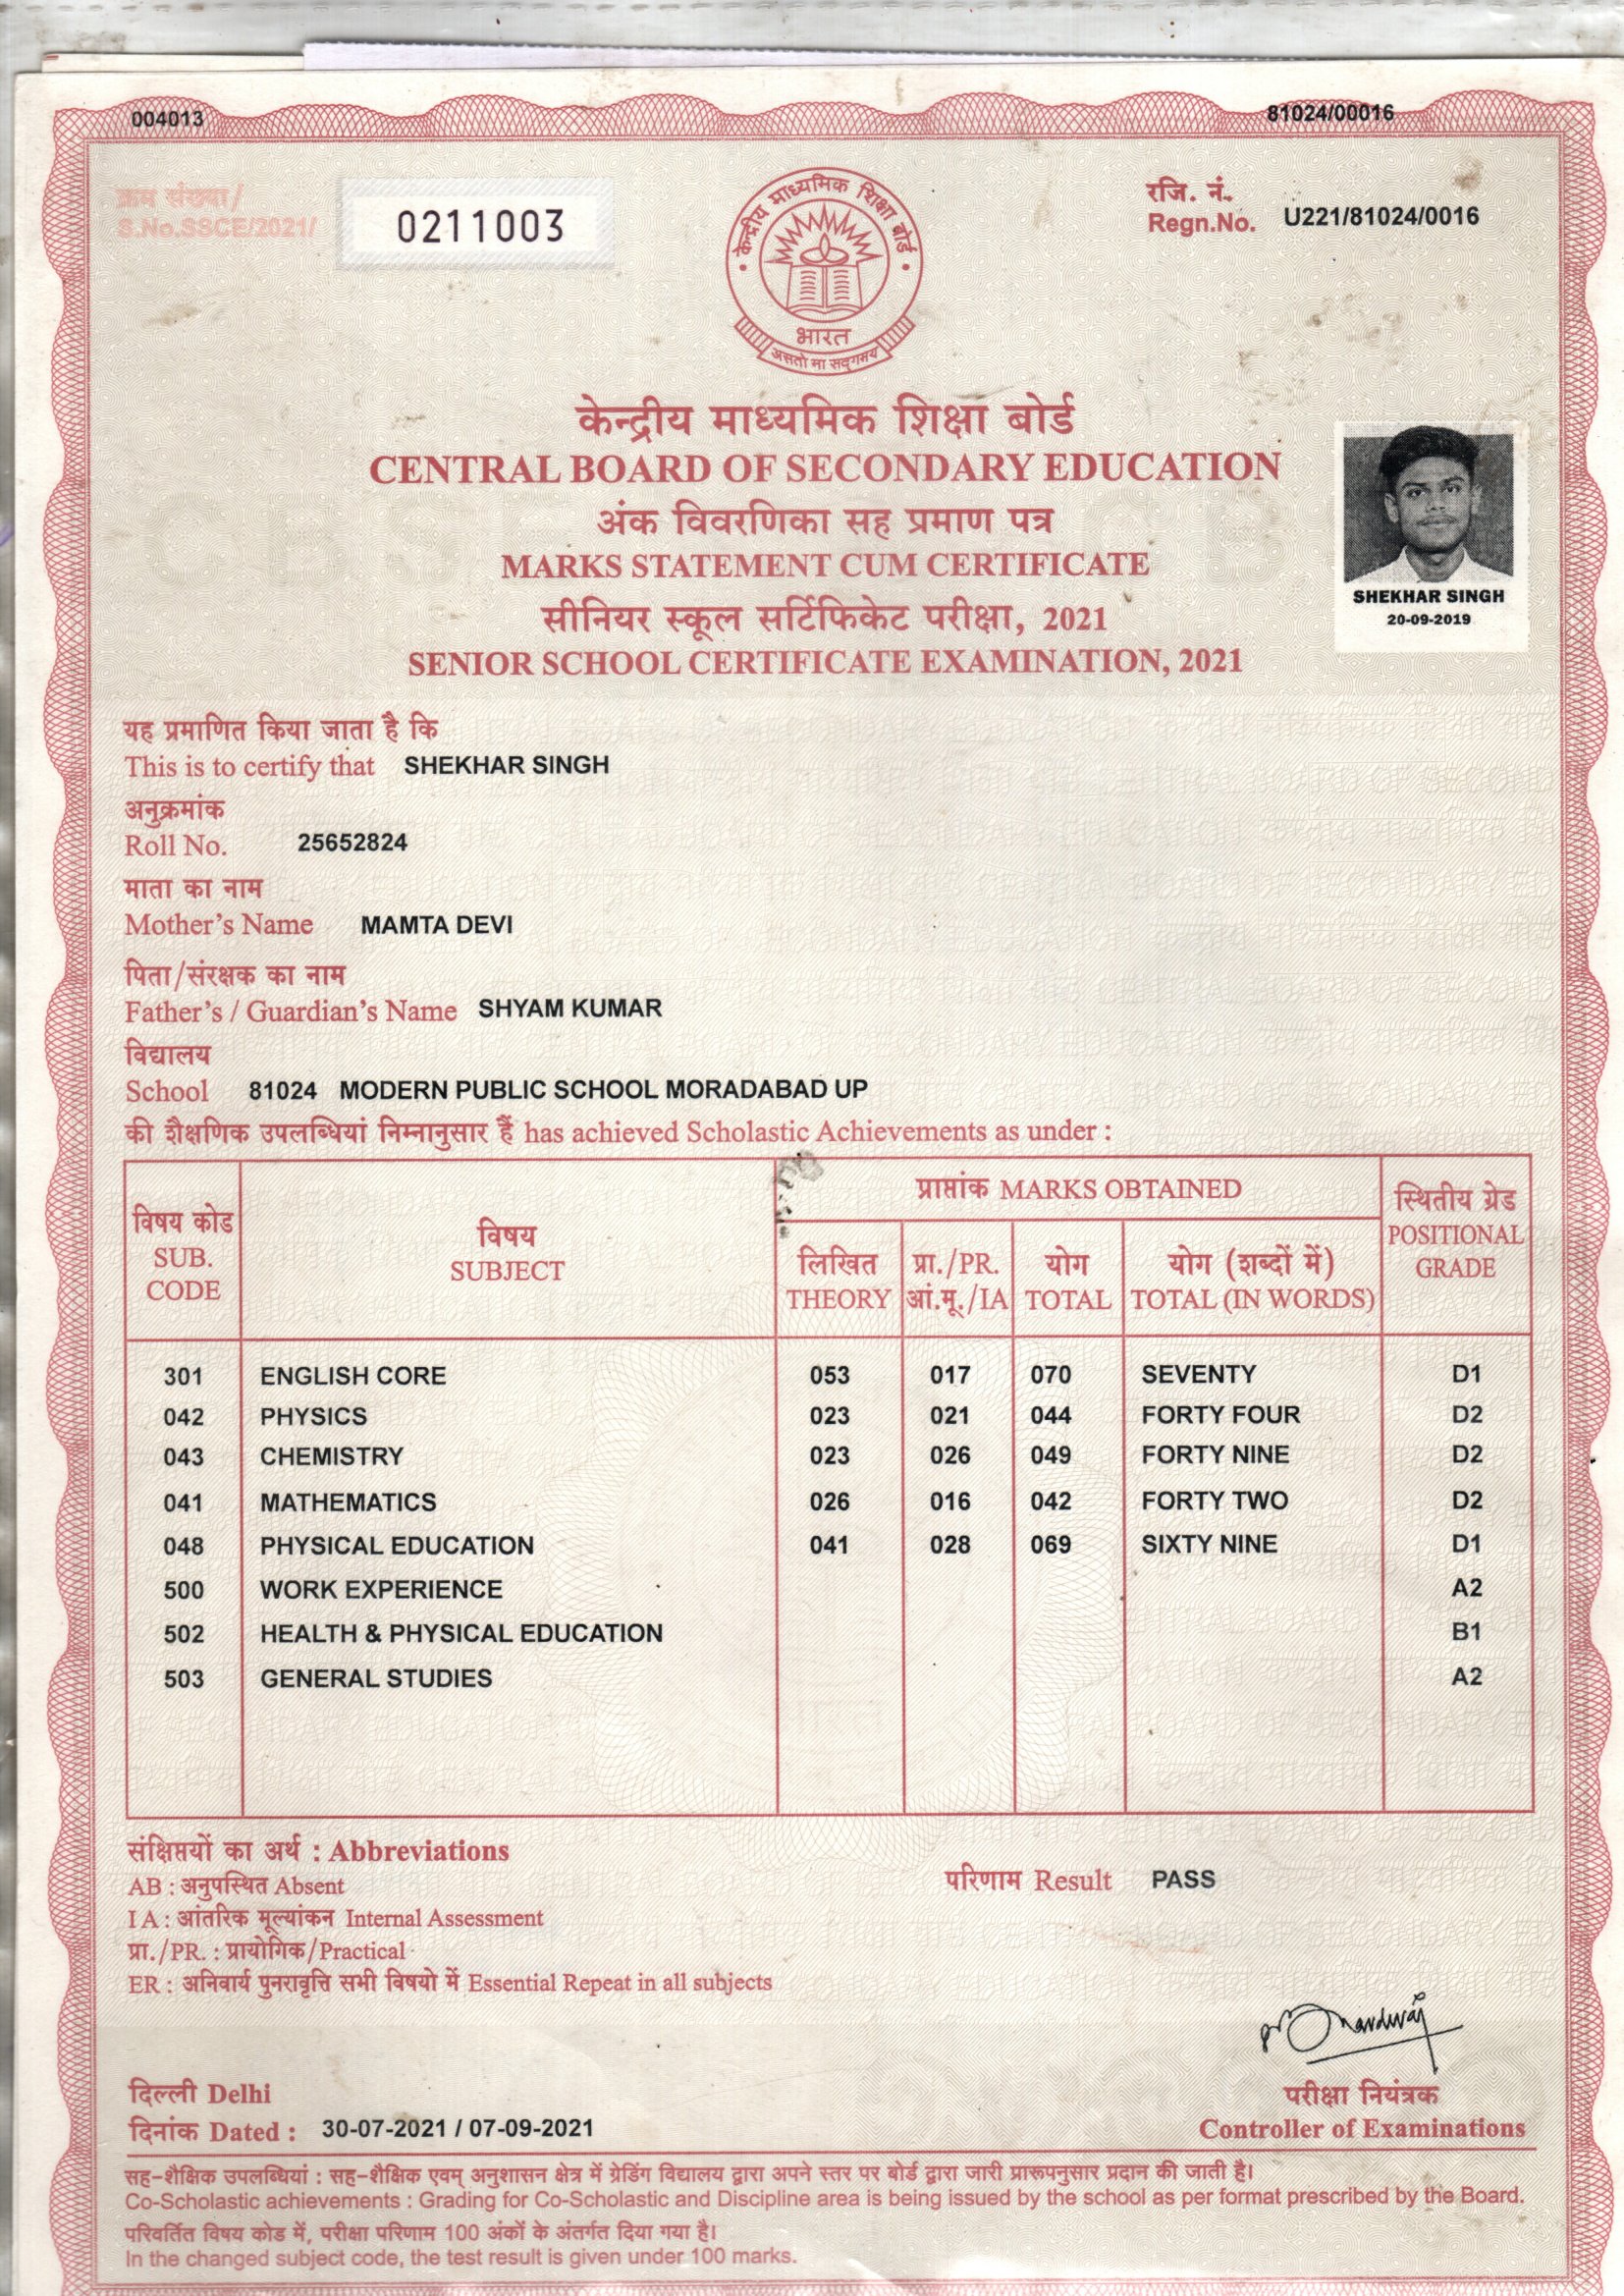 004013
81024/00016
क्रम संख्या/
S.No.SSCE/2021/
0211003
रजि. नं.
Regn.No. U221/81024/0016
केन्द्रीय माध्यमिक शिक्षा बोर्ड
भारत
असतो मा सद्गमय
केन्द्रीय माध्यमिक शिक्षा बोर्ड
CENTRAL BOARD OF SECONDARY EDUCATION
अंक विवरणिका सह प्रमाण पत्र
MARKS STATEMENT CUM CERTIFICATE
सीनियर स्कूल सर्टिफिकेट परीक्षा, 2021
SENIOR SCHOOL CERTIFICATE EXAMINATION, 2021
SHEKHAR SINGH
20-09-2019
यह प्रमाणित किया जाता है कि
This is to certify that SHEKHAR SINGH
अनुक्रमांक
Roll No. 25652824
माता का नाम
Mother's Name MAMTA DEVI
पिता/संरक्षक का नाम
Father's / Guardian's Name SHYAM KUMAR
विद्यालय
School 81024 MODERN PUBLIC SCHOOL MORADABAD UP
की शैक्षणिक उपलब्धियां निम्नानुसार हैं has achieved Scholastic Achievements as under :
विषय कोड
SUB.
CODE
विषय
SUBJECT
प्राप्तांक MARKS OBTAINED
लिखित
THEORY
प्रा./PR.
आं.मू./IA
योग
TOTAL
योग (शब्दों में)
TOTAL (IN WORDS)
स्थितीय ग्रेड
POSITIONAL
GRADE
301 ENGLISH CORE 053 017 070 SEVENTY D1
042 PHYSICS 023 021 044 FORTY FOUR D2
043 CHEMISTRY 023 026 049 FORTY NINE D2
041 MATHEMATICS 026 016 042 FORTY TWO D2
048 PHYSICAL EDUCATION 041 028 069 SIXTY NINE D1
500 WORK EXPERIENCE A2
502 HEALTH & PHYSICAL EDUCATION B1
503 GENERAL STUDIES A2
संक्षिप्तियों का अर्थ : Abbreviations
AB : अनुपस्थित Absent
I A : आंतरिक मूल्यांकन Internal Assessment
प्रा./PR. : प्रायोगिक/Practical
ER : अनिवार्य पुनरावृत्ति सभी विषयो में Essential Repeat in all subjects
परिणाम Result PASS
दिल्ली Delhi
दिनांक Dated : 30-07-2021 / 07-09-2021
परीक्षा नियंत्रक
Controller of Examinations
सह-शैक्षिक उपलब्धियां : सह-शैक्षिक एवम् अनुशासन क्षेत्र में ग्रेडिंग विद्यालय द्वारा अपने स्तर पर बोर्ड द्वारा जारी प्रारूपनुसार प्रदान की जाती है।
Co-Scholastic achievements : Grading for Co-Scholastic and Discipline area is being issued by the school as per format prescribed by the Board.
परिवर्तित विषय कोड में, परीक्षा परिणाम 100 अंकों के अंतर्गत दिया गया है।
In the changed subject code, the test result is given under 100 marks.